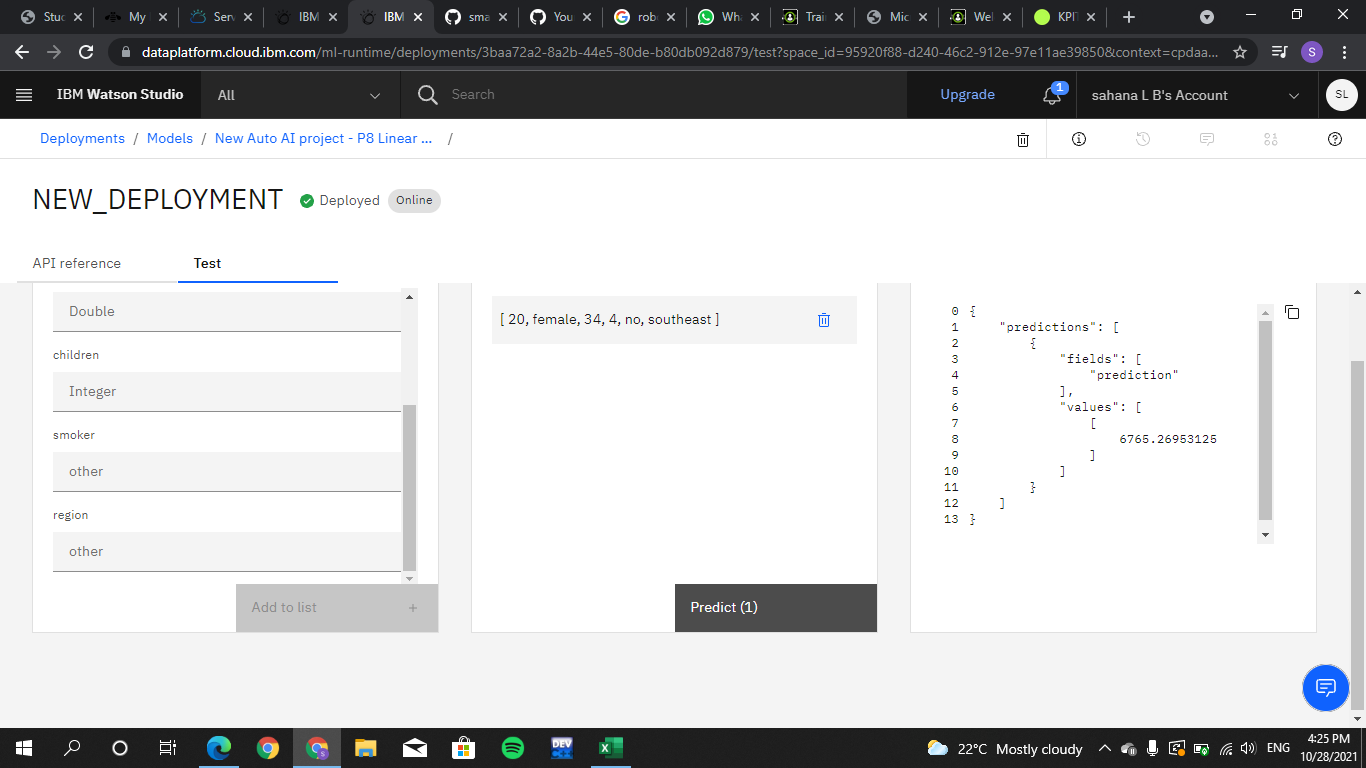 Stuc
My
Serv
IBM
IBM
sma
You
rob
Wha
Trai
Mic
Wel
KPI
dataplatform.cloud.ibm.com/ml-runtime/deployments/3baa72a2-8a2b-44e5-80de-b80db092d879/test?space_id=95920f88-d240-46c2-912e-97e11ae39850&context=cpdaa...
S
IBM Watson Studio
All
Search
Upgrade
1
sahana L B's Account
SL
Deployments / Models / New Auto AI project - P8 Linear ... /
NEW_DEPLOYMENT
Deployed
Online
API reference
Test
Double
children
Integer
smoker
other
region
other
Add to list +
[ 20, female, 34, 4, no, southeast ]
Predict (1)
0 {
1 "predictions": [
2 {
3 "fields": [
4 "prediction"
5 ],
6 "values": [
7 [
8 6765.26953125
9 ]
10 ]
11 }
12 ]
13 }
S
DEV
22°C Mostly cloudy
ENG
4:25 PM
10/28/2021